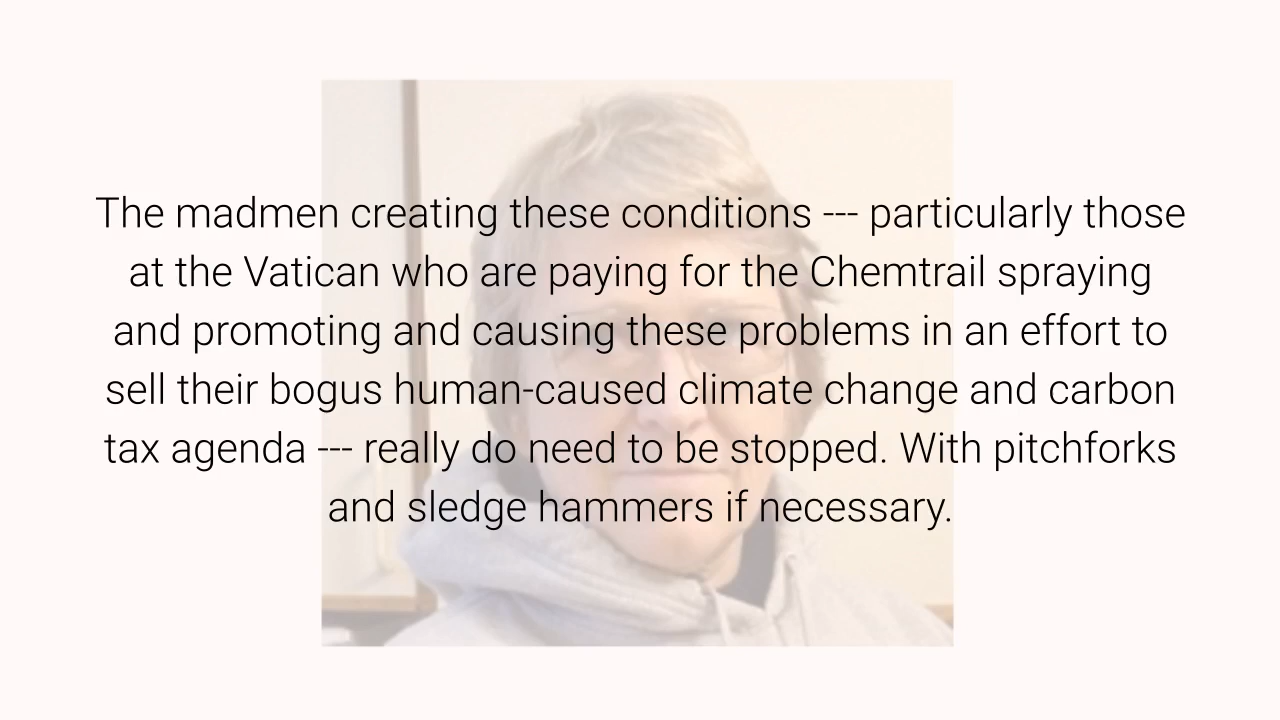 The madmen creating these conditions --- particularly those
at the Vatican who are paying for the Chemtrail spraying
and promoting and causing these problems in an effort to
sell their bogus human-caused climate change and carbon
tax agenda --- really do need to be stopped. With pitchforks
and sledge hammers if necessary.